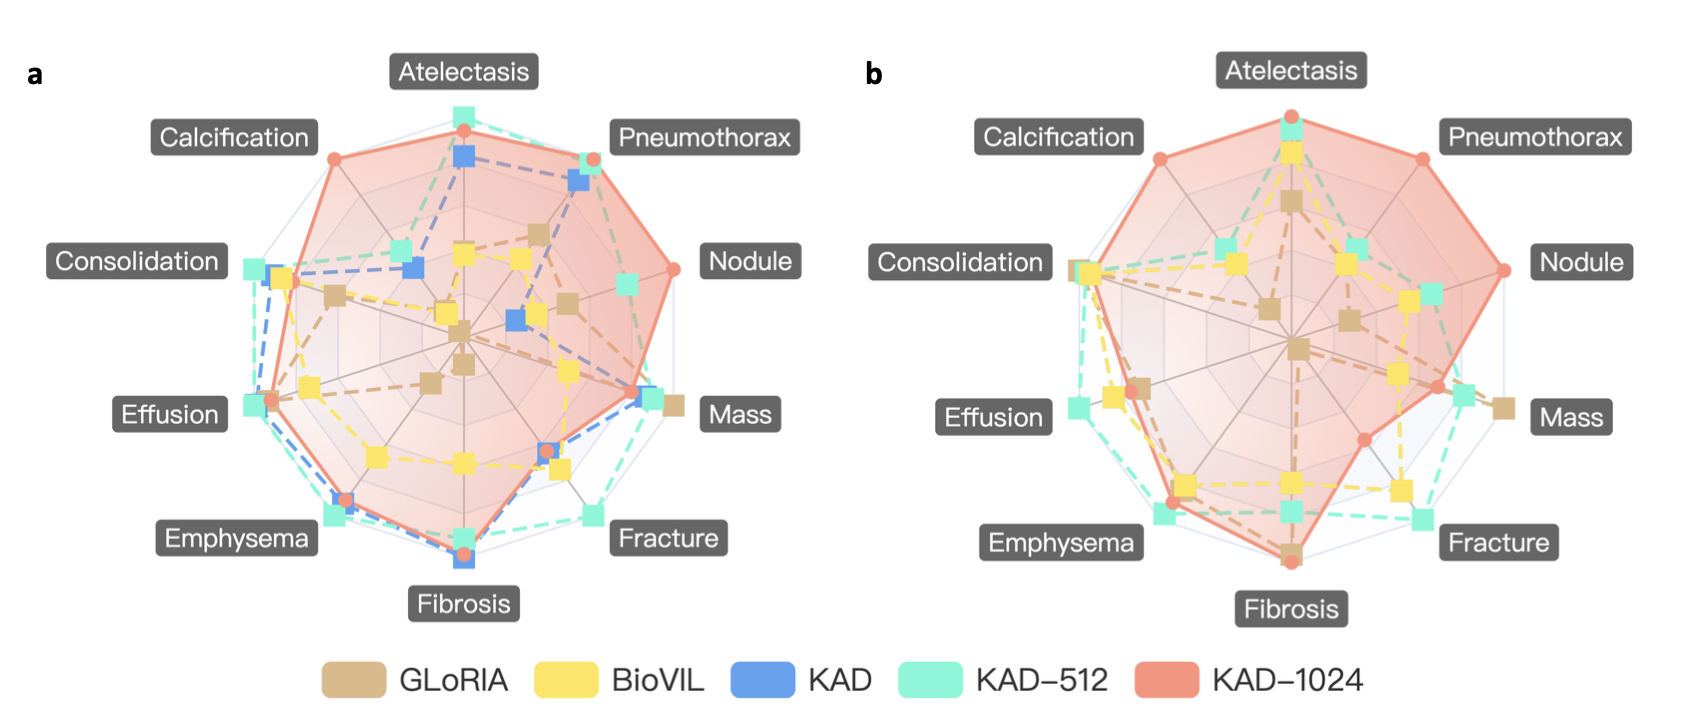 a
b
Atelectasis
Atelectasis
Calcification
Pneumothorax
Calcification
Pneumothorax
Consolidation
Nodule
Consolidation
Nodule
Effusion
Mass
Effusion
Mass
Emphysema
Fracture
Emphysema
Fracture
Fibrosis
Fibrosis
GLoRIA
BioVIL
KAD
KAD–512
KAD–1024